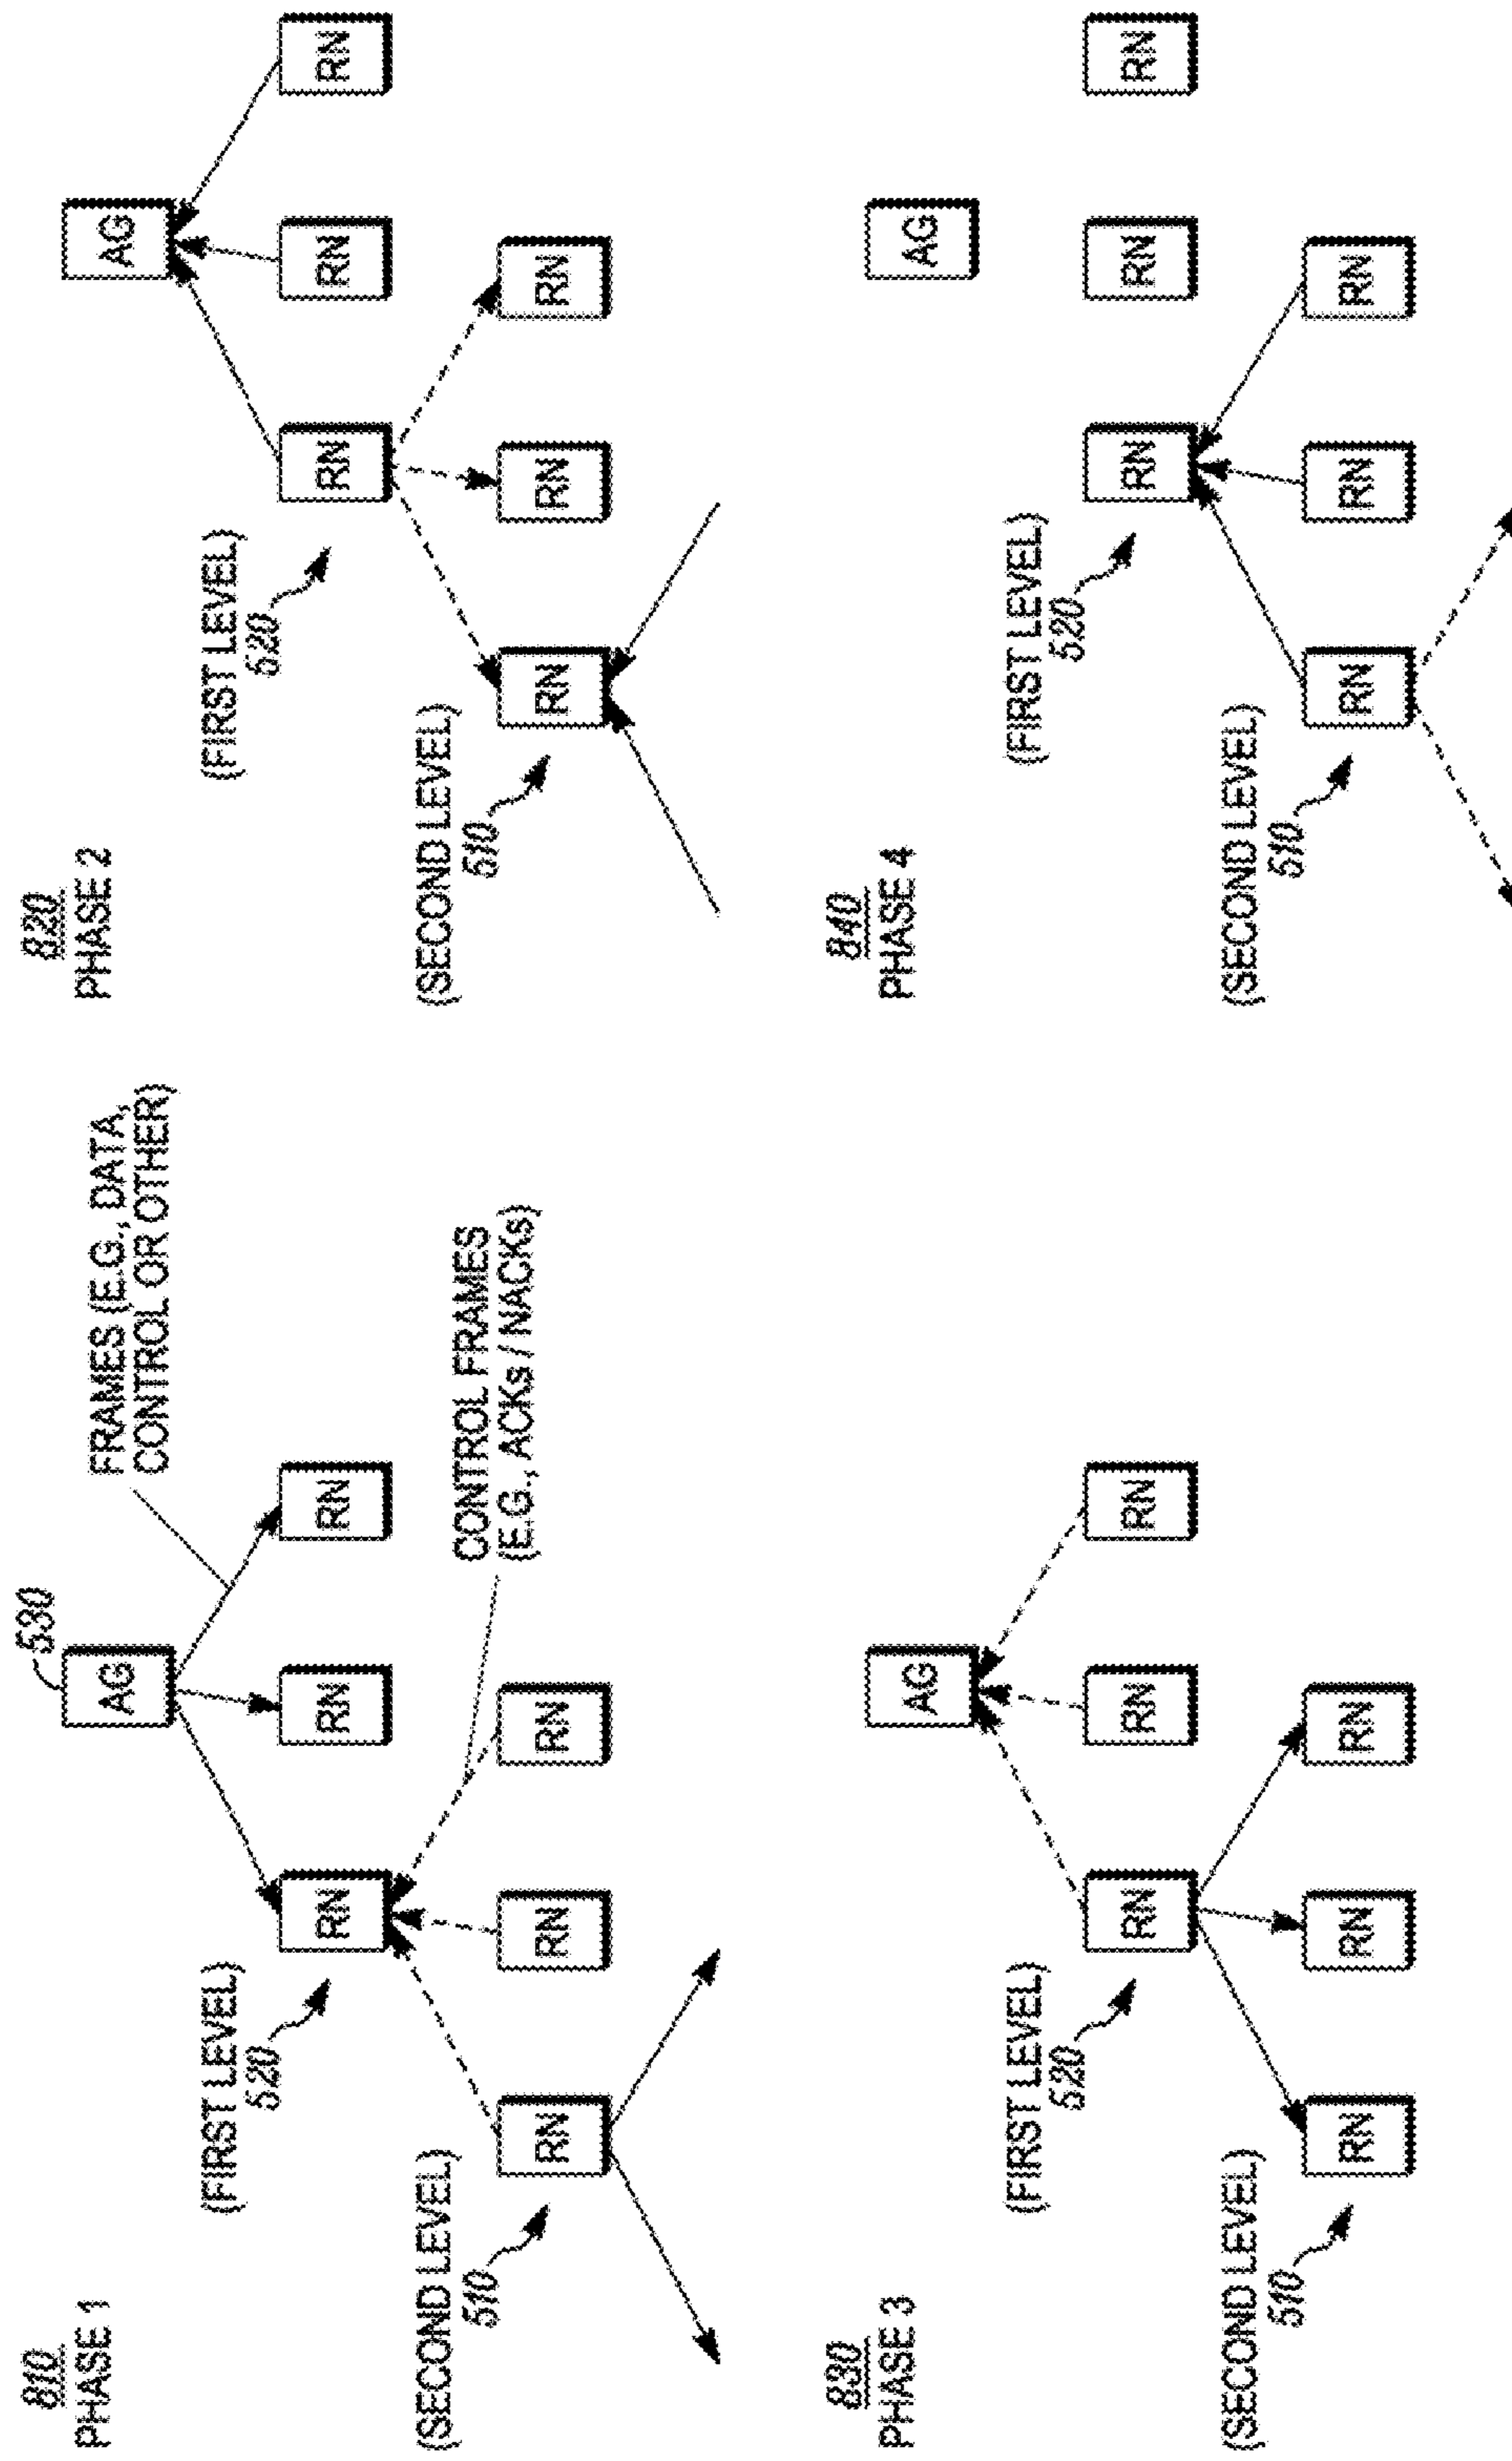 810
PHASE 1
530
AG
FRAMES (E.G., DATA,
CONTROL OR OTHER)
(FIRST LEVEL)
520
RN
RN
RN
CONTROL FRAMES
(E.G., ACKs / NACKs)
(SECOND LEVEL)
510
RN
RN
RN
820
PHASE 2
AG
(FIRST LEVEL)
520
RN
RN
RN
(SECOND LEVEL)
510
RN
RN
RN
830
PHASE 3
AG
(FIRST LEVEL)
520
RN
RN
RN
(SECOND LEVEL)
510
RN
RN
RN
840
PHASE 4
AG
(FIRST LEVEL)
520
RN
RN
RN
(SECOND LEVEL)
510
RN
RN
RN